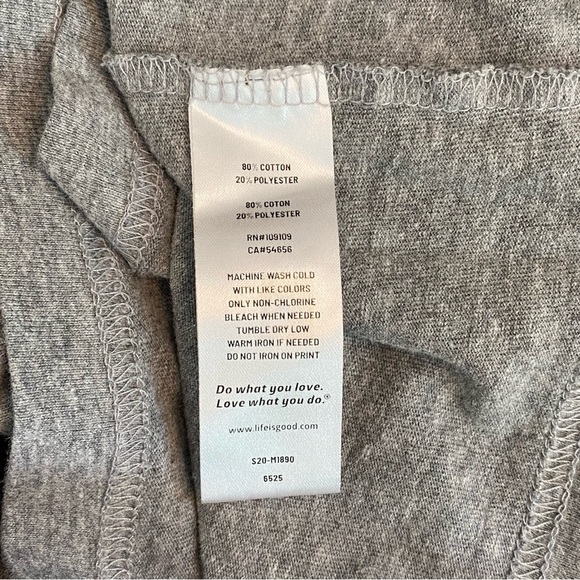 80% COTTON
20% POLYESTER
80% COTON
20% POLYESTER
RN#109109
CA#54656
MACHINE WASH COLD
WITH LIKE COLORS
ONLY NON-CHLORINE
BLEACH WHEN NEEDED
TUMBLE DRY LOW
WARM IRON IF NEEDED
DO NOT IRON ON PRINT
Do what you love.
Love what you do.®
www.lifeisgood.com
S20-M1890
6525